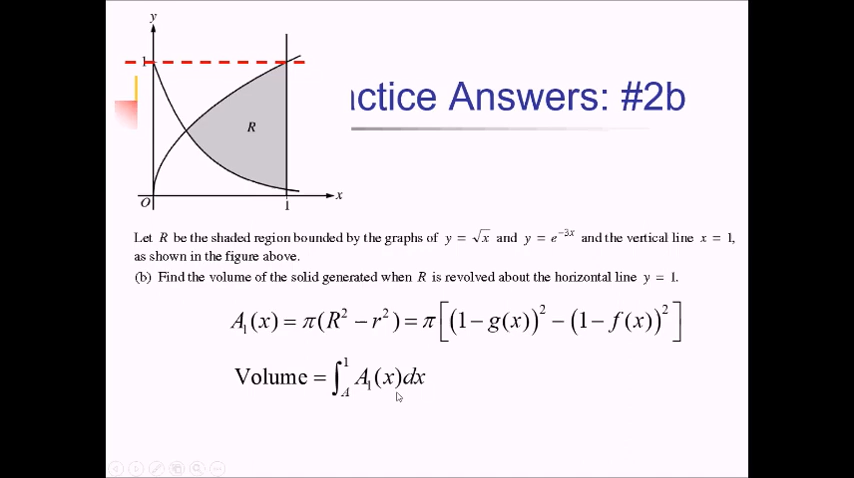 y
1
actice Answers: #2b
R
x
O
1
Let R be the shaded region bounded by the graphs of y = √x and y = e^{-3x} and the vertical line x = 1,
as shown in the figure above.
(b) Find the volume of the solid generated when R is revolved about the horizontal line y = 1.
A₁(x) = π(R² − r²) = π[(1 − g(x))² − (1 − f(x))²]
Volume = ∫_A^1 A₁(x)dx